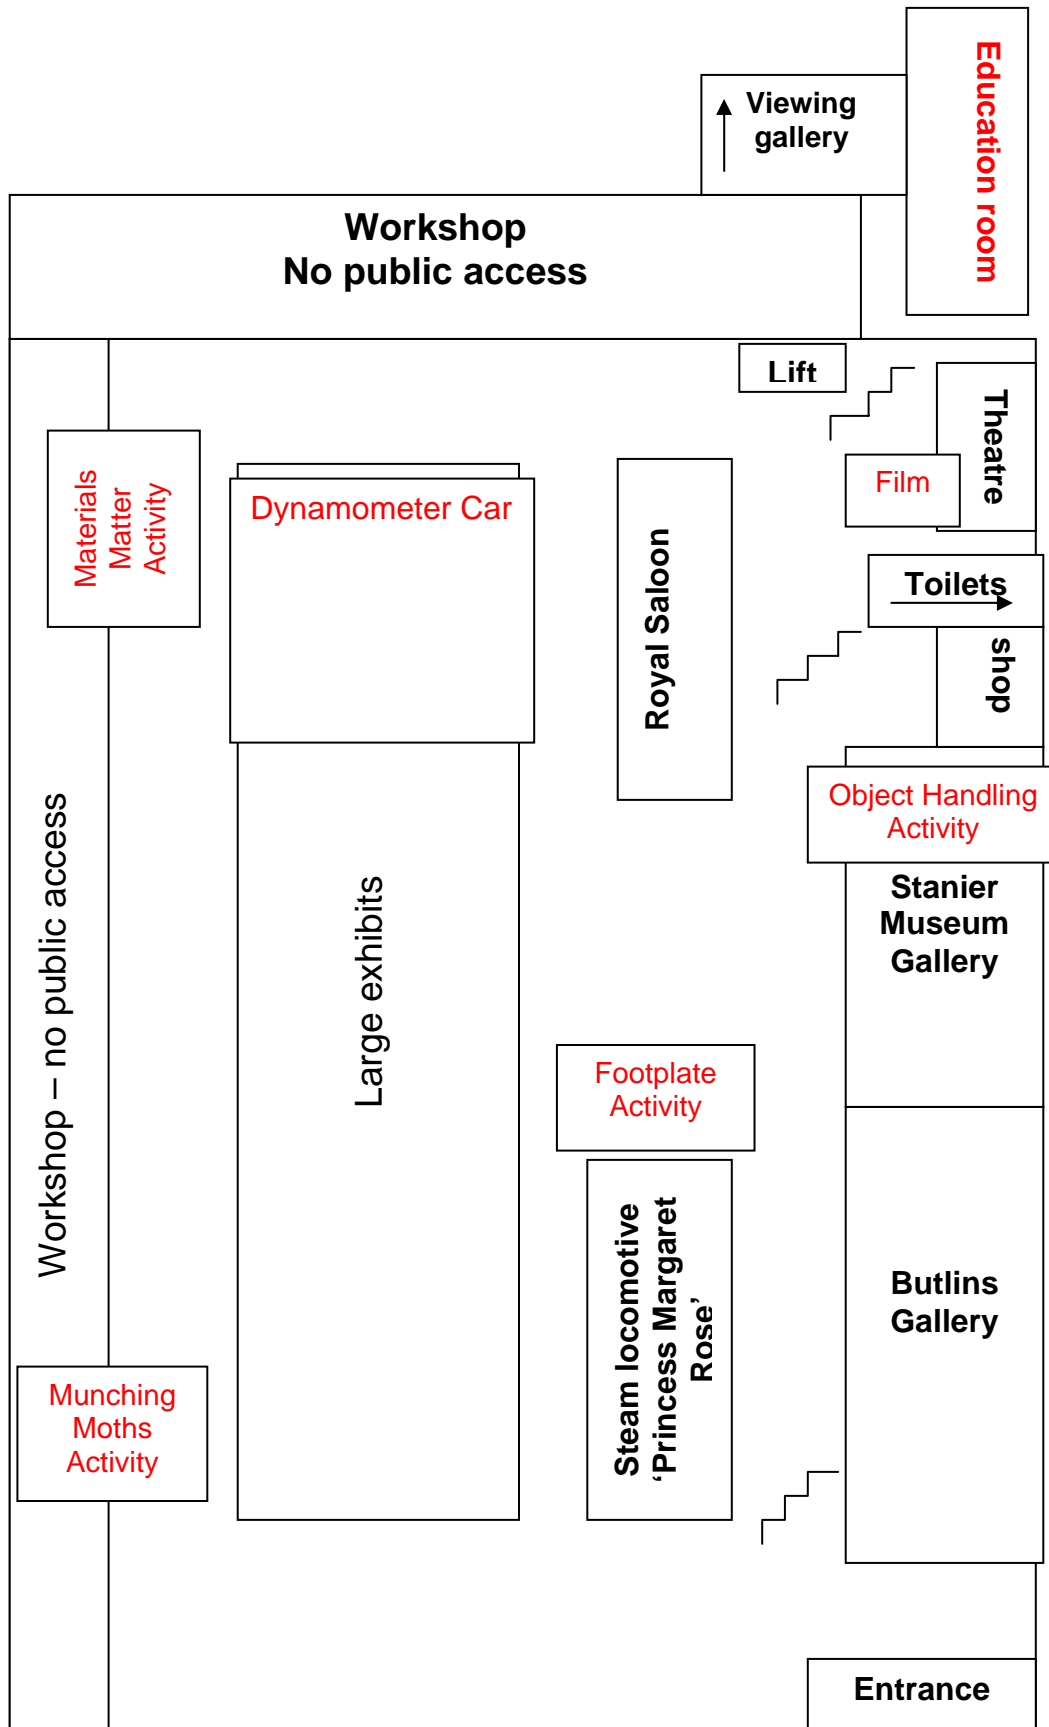 Education room
Viewing
gallery
Workshop
No public access
Lift
Theatre
Film
Materials
Matter
Activity
Dynamometer Car
Royal Saloon
Toilets
shop
Object Handling
Activity
Stanier
Museum
Gallery
Workshop – no public access
Large exhibits
Footplate
Activity
Steam locomotive
‘Princess Margaret
Rose’
Butlins
Gallery
Munching
Moths
Activity
Entrance